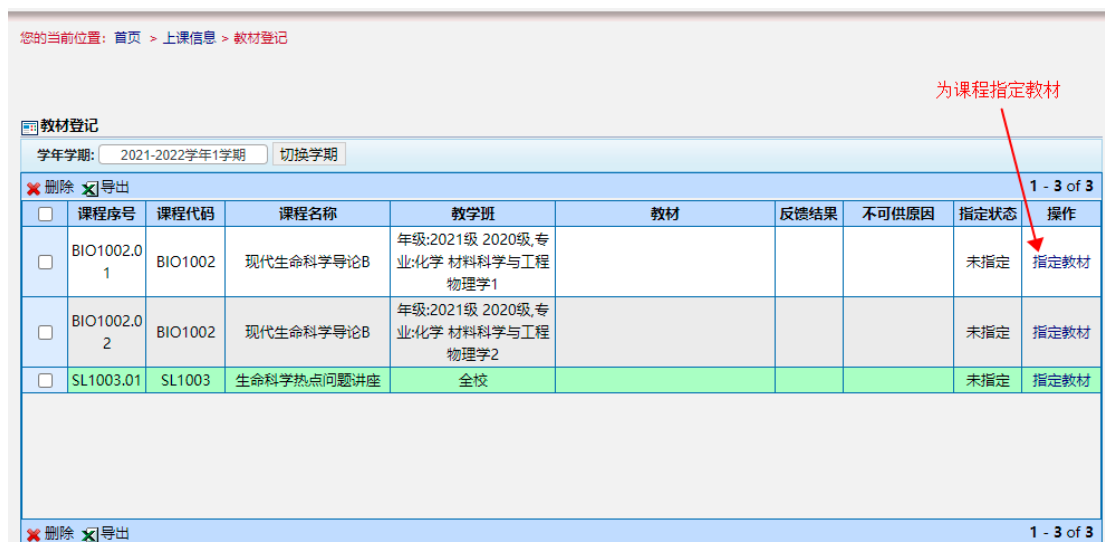 您的当前位置：首页 > 上课信息 > 教材登记
为课程指定教材
教材登记
学年学期: 2021-2022学年1学期 切换学期
删除 导出 1 - 3 of 3
课程序号 课程代码 课程名称 教学班 教材 反馈结果 不可供原因 指定状态 操作
BIO1002.0
1 BIO1002 现代生命科学导论B 年级:2021级 2020级,专
业:化学 材料科学与工程
物理学1 未指定 指定教材
BIO1002.0
2 BIO1002 现代生命科学导论B 年级:2021级 2020级,专
业:化学 材料科学与工程
物理学2 未指定 指定教材
SL1003.01 SL1003 生命科学热点问题讲座 全校 未指定 指定教材
删除 导出 1 - 3 of 3